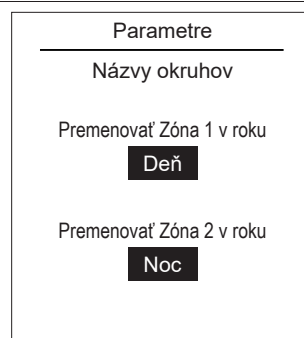 Parametre
Názvy okruhov
Premenovať Zóna 1 v roku
Deň
Premenovať Zóna 2 v roku
Noc